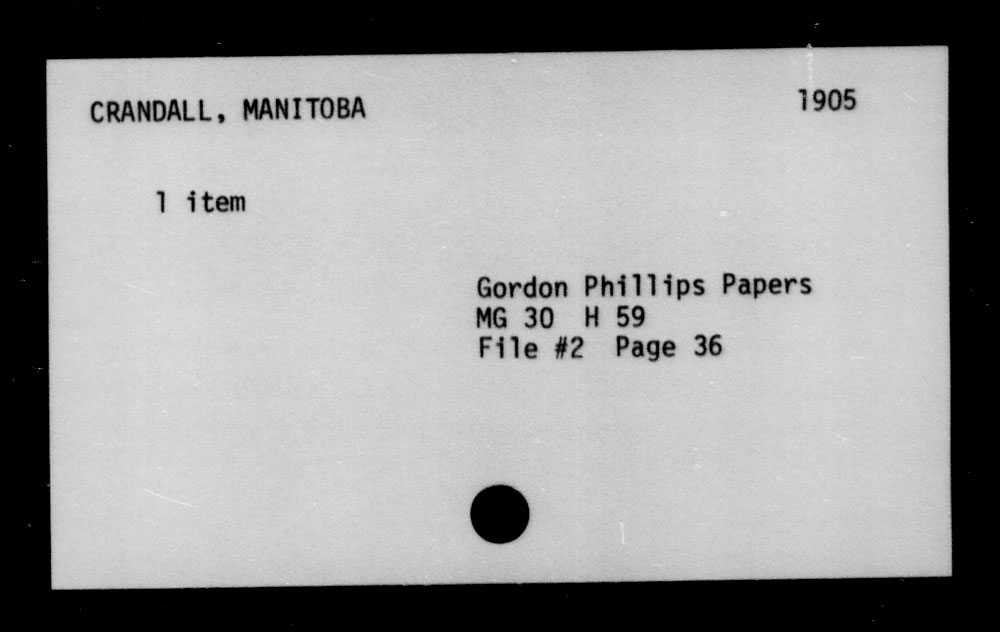 CRANDALL, MANITOBA 1905
1 item
Gordon Phillips Papers
MG 30 H 59
File #2 Page 36